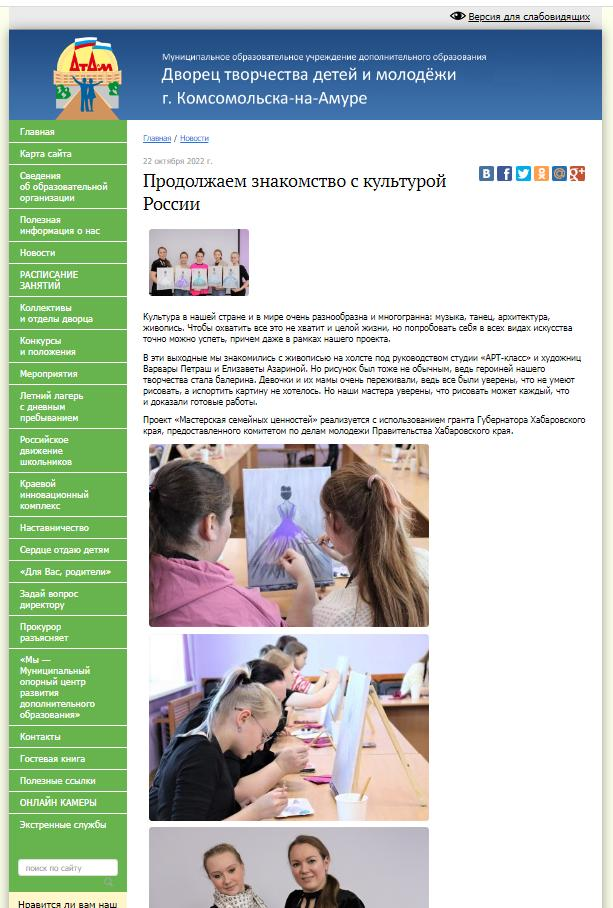 Версия для слабовидящих
ДТДиМ
Муниципальное образовательное учреждение дополнительного образования
Дворец творчества детей и молодёжи
г. Комсомольска-на-Амуре
Главная
Карта сайта
Сведения
об образовательной
организации
Полезная
информация о нас
Новости
РАСПИСАНИЕ
ЗАНЯТИЙ
Коллективы
и отделы дворца
Конкурсы
и положения
Мероприятия
Летний лагерь
с дневным
пребыванием
Российское
движение
школьников
Краевой
инновационный
комплекс
Наставничество
Сердце отдаю детям
«Для Вас, родители»
Задай вопрос
директору
Прокурор
разъясняет
«Мы —
Муниципальный
опорный центр
развития
дополнительного
образования»
Контакты
Гостевая книга
Полезные ссылки
ОНЛАЙН КАМЕРЫ
Экстренные службы
поиск по сайту
Нравится ли вам наш
Главная / Новости
22 октября 2022 г.
Продолжаем знакомство с культурой
России
Культура в нашей стране и в мире очень разнообразна и многогранна: музыка, танец, архитектура,
живопись. Чтобы охватить все это не хватит и целой жизни, но попробовать себя в всех видах искусства
точно можно успеть, причем даже в рамках нашего проекта.
В эти выходные мы знакомились с живописью на холсте под руководством студии «АРТ-класс» и художниц
Варвары Петраш и Елизаветы Азариной. Но рисунок был тоже не обычным, ведь героиней нашего
творчества стала балерина. Девочки и их мамы очень переживали, ведь все были уверены, что не умеют
рисовать, а испортить картину не хотелось. Но наши мастера уверены, что рисовать может каждый, что
и доказали готовые работы.
Проект «Мастерская семейных ценностей» реализуется с использованием гранта Губернатора Хабаровского
края, предоставленного комитетом по делам молодежи Правительства Хабаровского края.